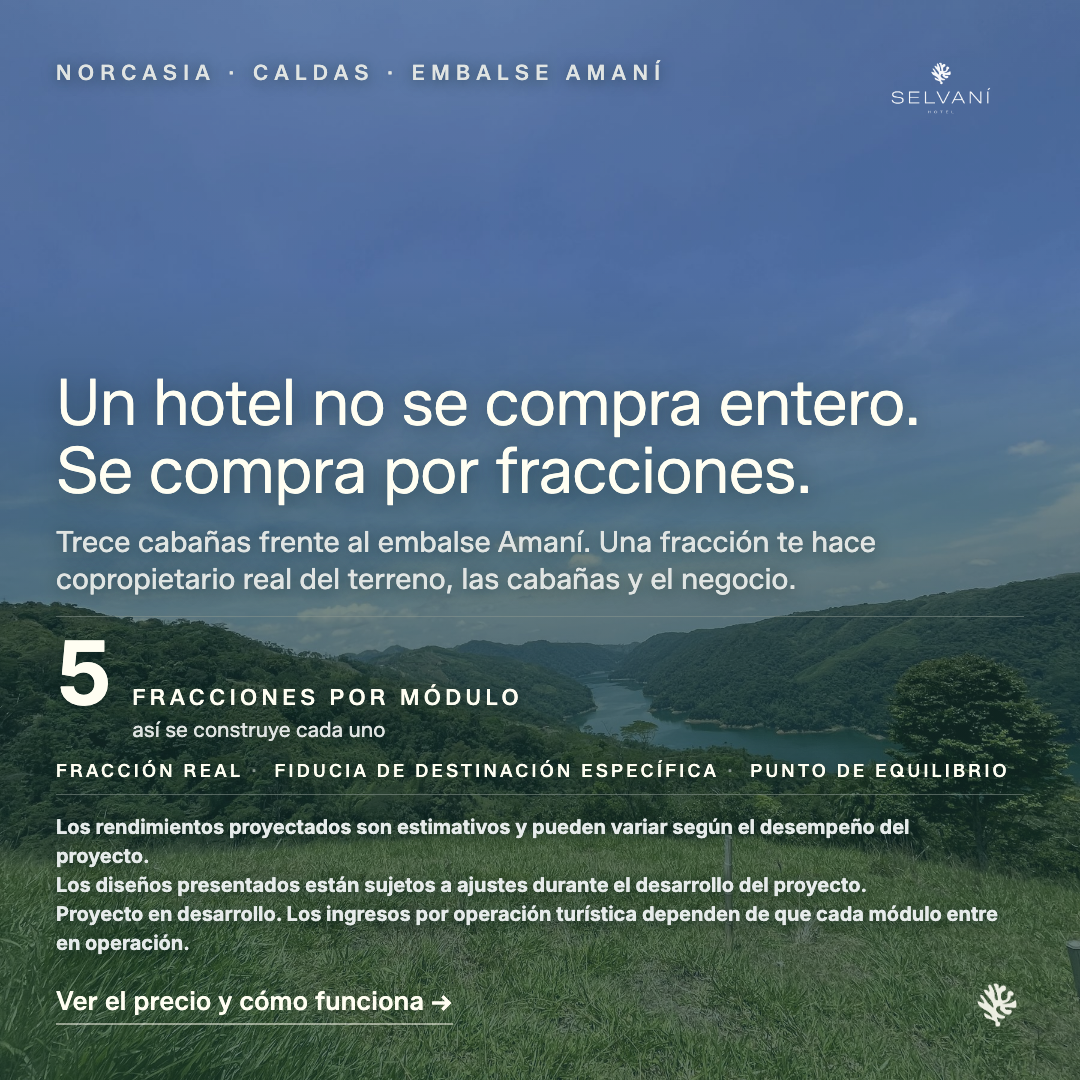 NORCASIA · CALDAS · EMBALSE AMANÍ
SELVANÍ
HOTEL
Un hotel no se compra entero.
Se compra por fracciones.
Trece cabañas frente al embalse Amaní. Una fracción te hace
copropietario real del terreno, las cabañas y el negocio.
5 FRACCIONES POR MÓDULO
así se construye cada uno
FRACCIÓN REAL · FIDUCIA DE DESTINACIÓN ESPECÍFICA · PUNTO DE EQUILIBRIO
Los rendimientos proyectados son estimativos y pueden variar según el desempeño del
proyecto.
Los diseños presentados están sujetos a ajustes durante el desarrollo del proyecto.
Proyecto en desarrollo. Los ingresos por operación turística dependen de que cada módulo entre
en operación.
Ver el precio y cómo funciona →